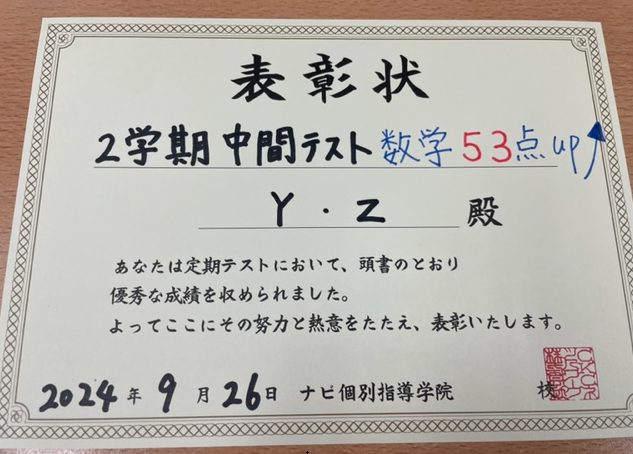 表彰状
2学期中間テスト 数学53点up
Y・Z 殿
あなたは定期テストにおいて、頭書のとおり
優秀な成績を収められました。
よってここにその努力と熱意をたたえ、表彰いたします。
2024年9月26日 ナビ個別指導学院 校